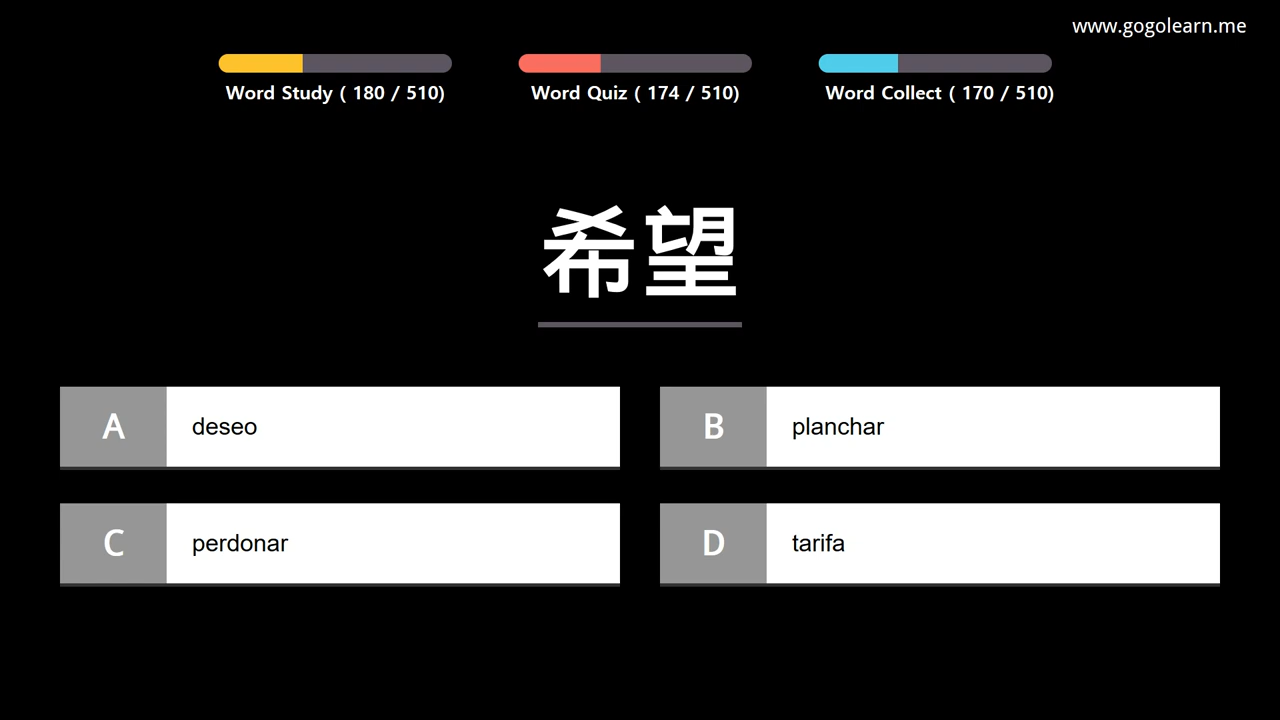 www.gogolearn.me
Word Study ( 180 / 510)
Word Quiz ( 174 / 510)
Word Collect ( 170 / 510)
希望
A deseo
B planchar
C perdonar
D tarifa